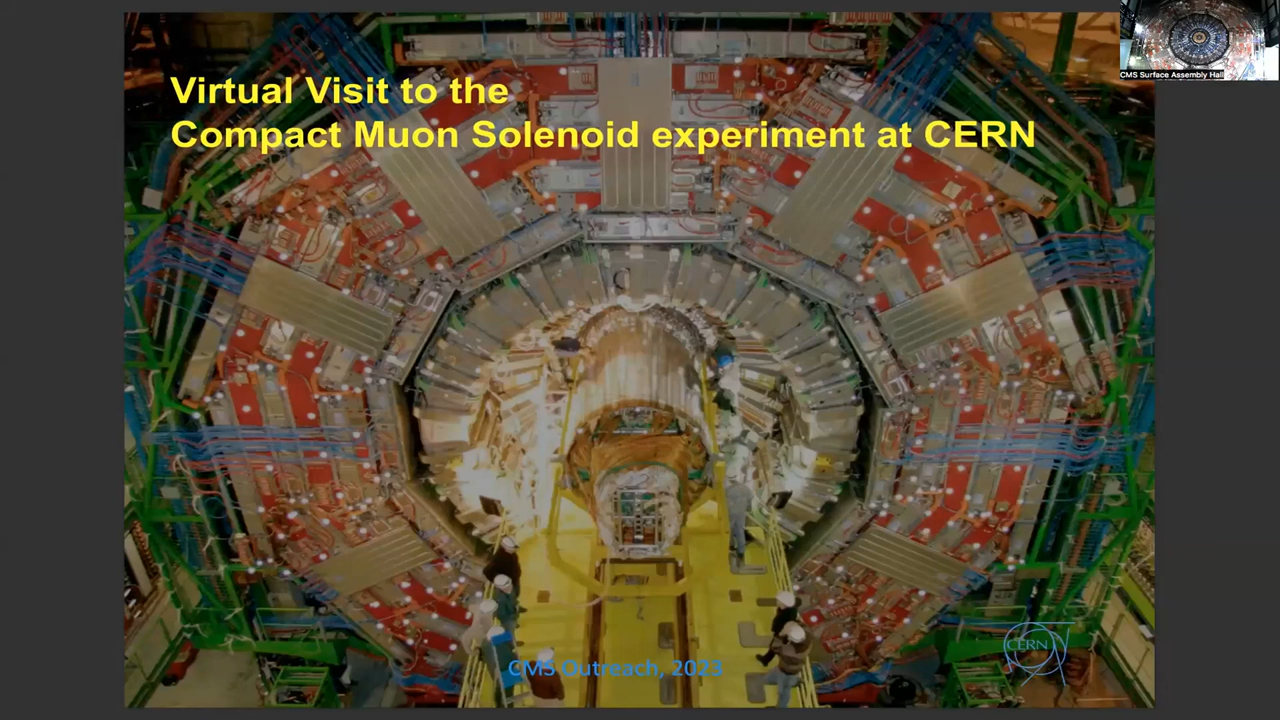 Virtual Visit to the
Compact Muon Solenoid experiment at CERN
CMS Surface Assembly Hall
CMS Outreach, 2023
CERN